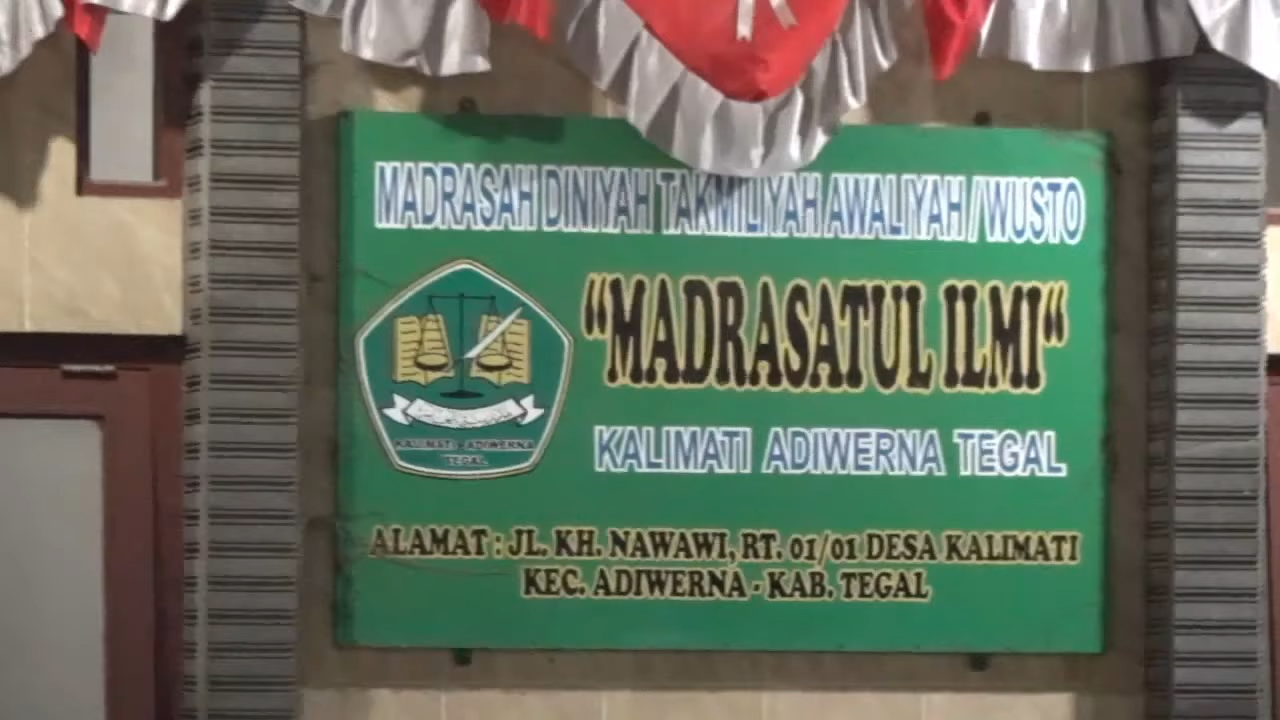 MADRASAH DINIYAH TAKMILIYAH AWALIYAH / WUSTO
"MADRASATUL ILMI"
KALIMATI ADIWERNA TEGAL
KALIMATI - ADIWERNA
TEGAL
ALAMAT : JL. KH. NAWAWI, RT. 01/01 DESA KALIMATI
KEC. ADIWERNA - KAB. TEGAL